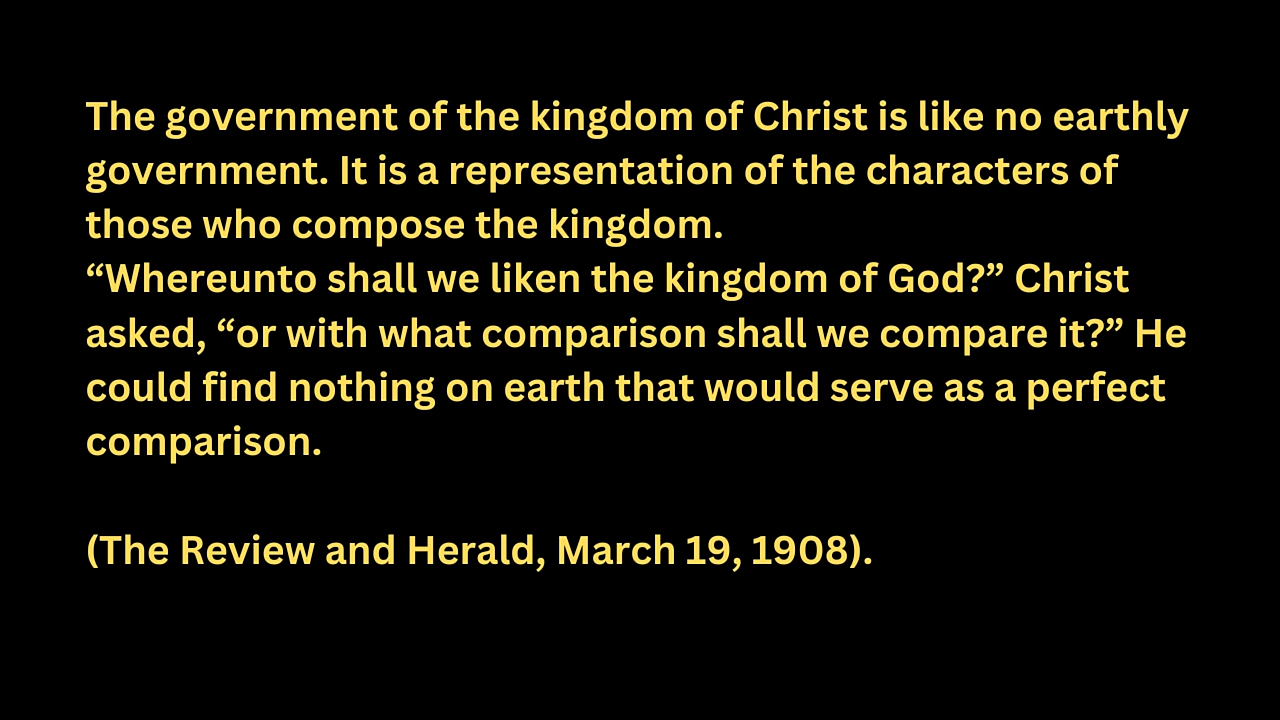 The government of the kingdom of Christ is like no earthly
government. It is a representation of the characters of
those who compose the kingdom.
“Whereunto shall we liken the kingdom of God?” Christ
asked, “or with what comparison shall we compare it?” He
could find nothing on earth that would serve as a perfect
comparison.
(The Review and Herald, March 19, 1908).